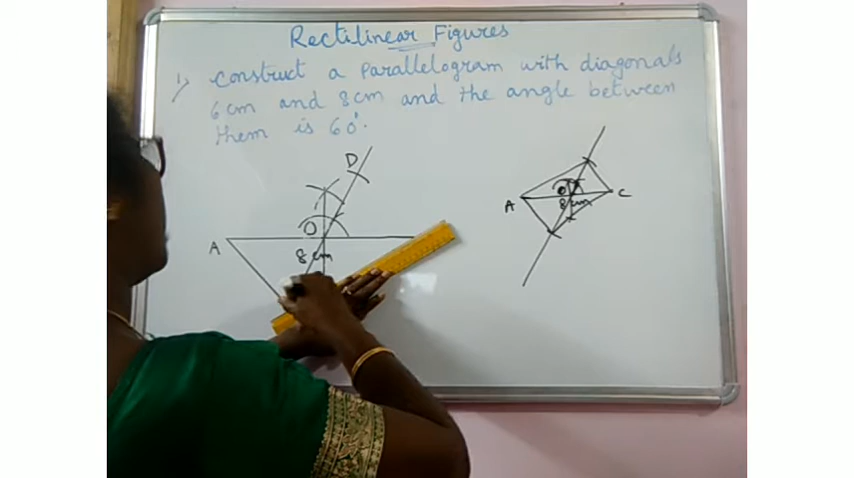 Rectilinear Figures
1) Construct a parallelogram with diagonals
6cm and 8cm and the angle between
them is 60°.
D
O
A
8cm
O
A
C
8cm